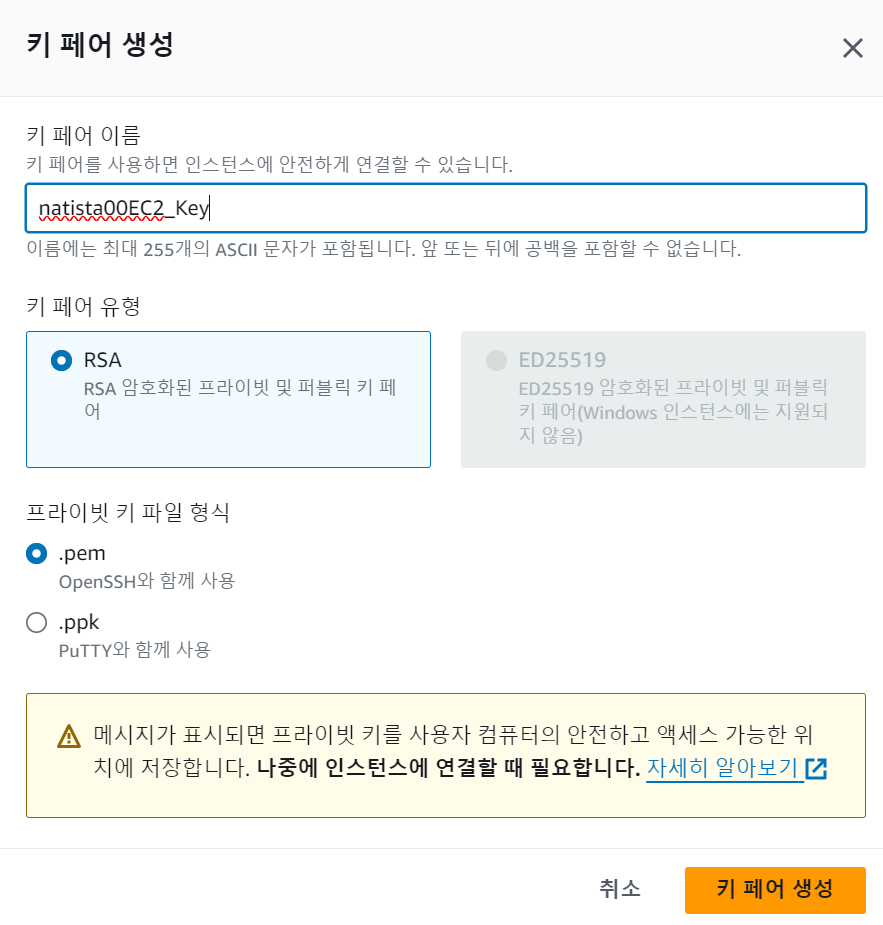 키 페어 생성
키 페어 이름
키 페어를 사용하면 인스턴스에 안전하게 연결할 수 있습니다.
natista00EC2_Key
이름에는 최대 255개의 ASCII 문자가 포함됩니다. 앞 또는 뒤에 공백을 포함할 수 없습니다.
키 페어 유형
RSA
RSA 암호화된 프라이빗 및 퍼블릭 키 페
어
ED25519
ED25519 암호화된 프라이빗 및 퍼블릭
키 페어(Windows 인스턴스에는 지원되
지 않음)
프라이빗 키 파일 형식
.pem
OpenSSH와 함께 사용
.ppk
PuTTY와 함께 사용
메시지가 표시되면 프라이빗 키를 사용자 컴퓨터의 안전하고 액세스 가능한 위
치에 저장합니다. 나중에 인스턴스에 연결할 때 필요합니다. 자세히 알아보기
취소
키 페어 생성